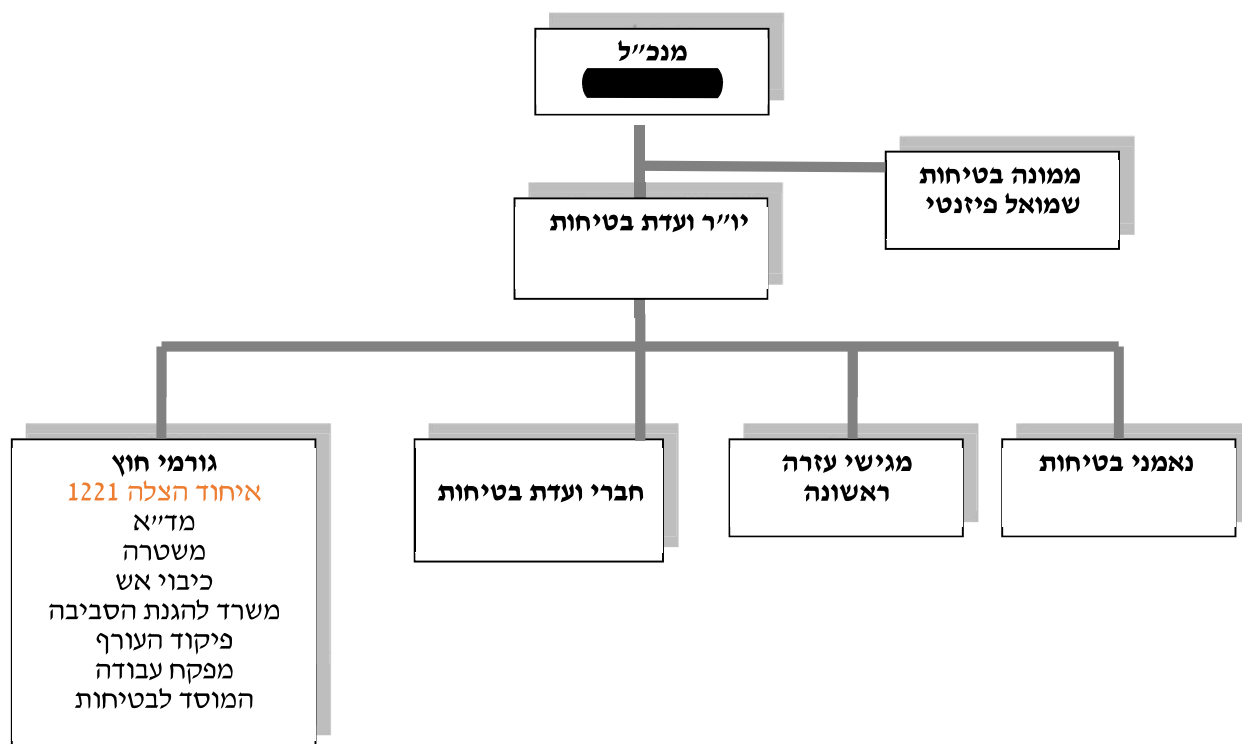 מנכ״ל
ממונה בטיחות
שמואל פיזנטי
יו״ר ועדת בטיחות
נאמני בטיחות
מגישי עזרה
ראשונה
חברי ועדת בטיחות
גורמי חוץ
איחוד הצלה 1221
מד״א
משטרה
כיבוי אש
משרד להגנת הסביבה
פיקוד העורף
מפקח עבודה
המוסד לבטיחות